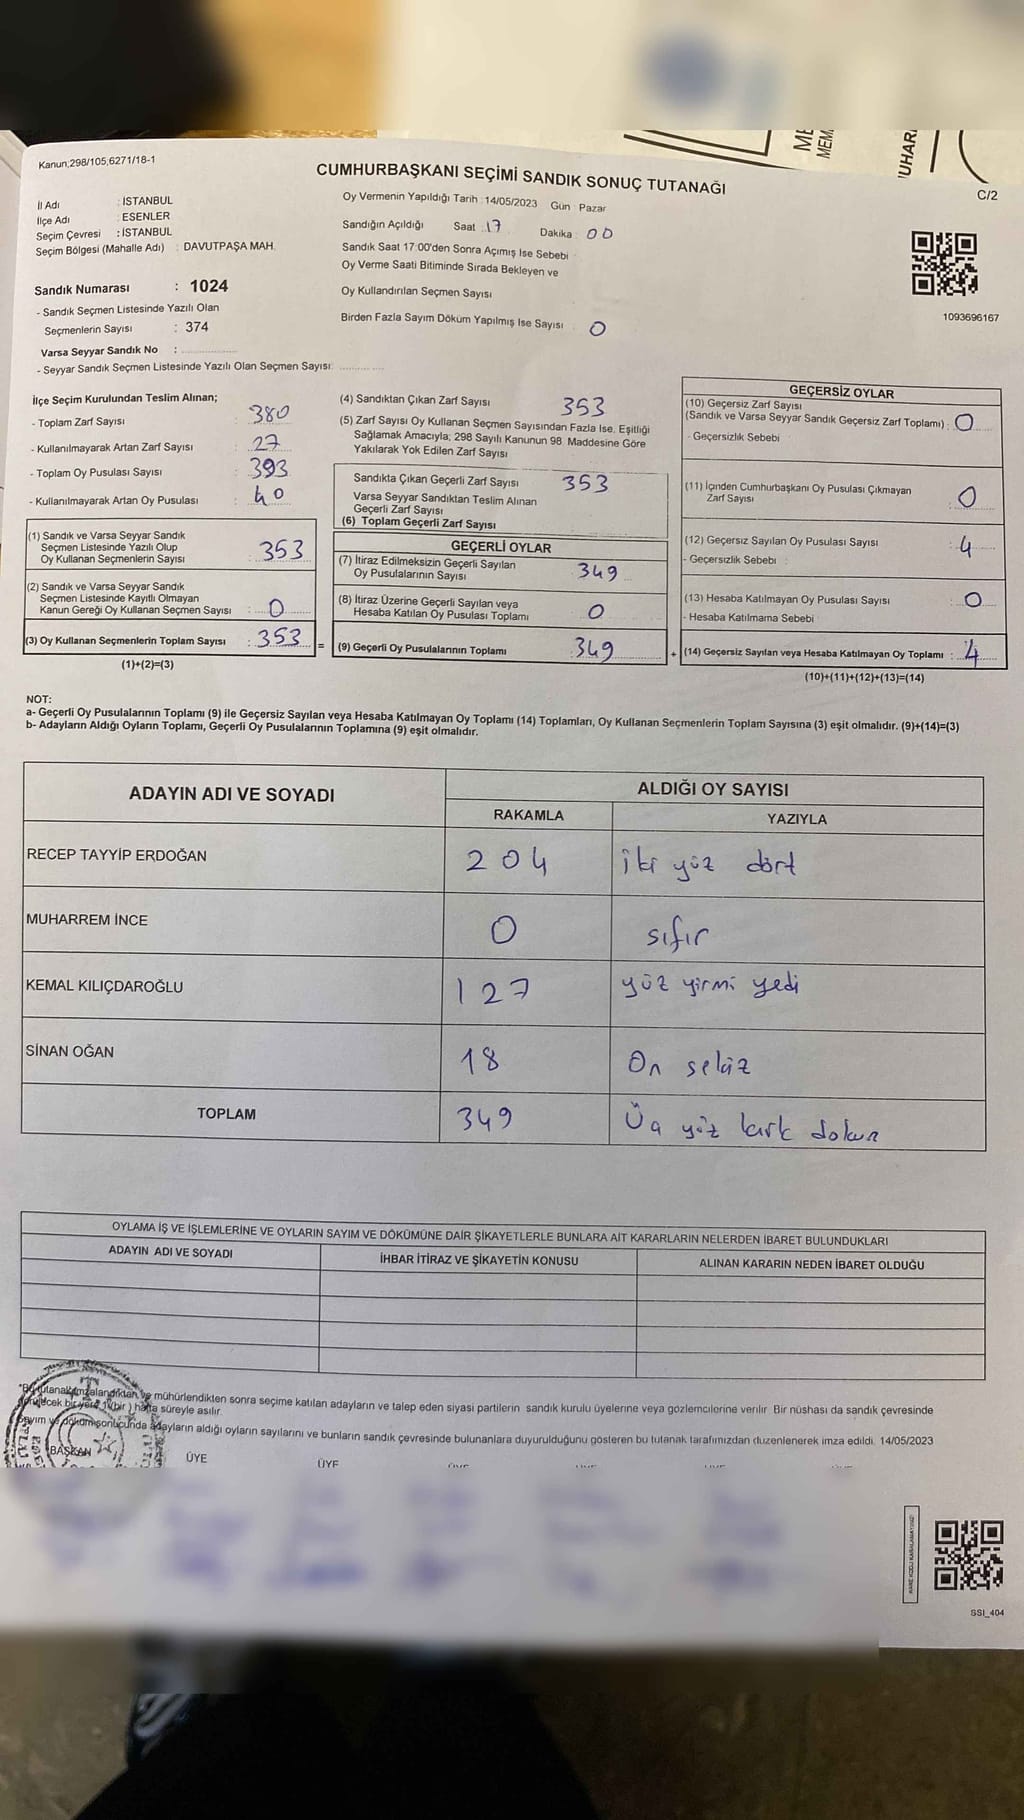 MEM
UHAR
Kanun;298/105,6271/18-1
CUMHURBAŞKANI SEÇİMİ SANDIK SONUÇ TUTANAĞI
C/2
İl Adı : İSTANBUL
İlçe Adı : ESENLER
Seçim Çevresi : İSTANBUL
Seçim Bölgesi (Mahalle Adı) : DAVUTPAŞA MAH.
Oy Vermenin Yapıldığı Tarih : 14/05/2023 Gün : Pazar
Sandığın Açıldığı Saat : 17 Dakika : 00
Sandık Saat 17:00'den Sonra Açımış İse Sebebi
Oy Verme Saati Bitiminde Sırada Bekleyen ve
Oy Kullandırılan Seçmen Sayısı
Birden Fazla Sayım Döküm Yapılmış İse Sayısı : 0
1093696167
Sandık Numarası : 1024
- Sandık Seçmen Listesinde Yazılı Olan
Seçmenlerin Sayısı : 374
Varsa Seyyar Sandık No :
- Seyyar Sandık Seçmen Listesinde Yazılı Olan Seçmen Sayısı:
İlçe Seçim Kurulundan Teslim Alınan;
- Toplam Zarf Sayısı : 380
- Kullanılmayarak Artan Zarf Sayısı : 27
- Toplam Oy Pusulası Sayısı : 393
- Kullanılmayarak Artan Oy Pusulası : 40
(1) Sandık ve Varsa Seyyar Sandık
Seçmen Listesinde Yazılı Olup
Oy Kullanan Seçmenlerin Sayısı : 353
(2) Sandık ve Varsa Seyyar Sandık
Seçmen Listesinde Kayıtlı Olmayan
Kanun Gereği Oy Kullanan Seçmen Sayısı : 0
(3) Oy Kullanan Seçmenlerin Toplam Sayısı : 353 =
(1)+(2)=(3)
(4) Sandıktan Çıkan Zarf Sayısı 353
(5) Zarf Sayısı Oy Kullanan Seçmen Sayısından Fazla İse, Eşitliği
Sağlamak Amacıyla; 298 Sayılı Kanunun 98. Maddesine Göre
Yakılarak Yok Edilen Zarf Sayısı
Sandıkta Çıkan Geçerli Zarf Sayısı 353
Varsa Seyyar Sandıktan Teslim Alınan
Geçerli Zarf Sayısı
(6) Toplam Geçerli Zarf Sayısı
GEÇERLİ OYLAR
(7) İtiraz Edilmeksizin Geçerli Sayılan
Oy Pusulalarının Sayısı : 349
(8) İtiraz Üzerine Geçerli Sayılan veya
Hesaba Katılan Oy Pusulası Toplamı 0
(9) Geçerli Oy Pusulalarının Toplamı : 349 +
GEÇERSİZ OYLAR
(10) Geçersiz Zarf Sayısı
(Sandık ve Varsa Seyyar Sandık Geçersiz Zarf Toplamı) : 0
- Geçersizlik Sebebi
(11) İçinden Cumhurbaşkanı Oy Pusulası Çıkmayan
Zarf Sayısı : 0
(12) Geçersiz Sayılan Oy Pusulası Sayısı : 4
- Geçersizlik Sebebi :
(13) Hesaba Katılmayan Oy Pusulası Sayısı : 0
- Hesaba Katılmama Sebebi :
(14) Geçersiz Sayılan veya Hesaba Katılmayan Oy Toplamı : 4
(10)+(11)+(12)+(13)=(14)
NOT:
a- Geçerli Oy Pusulalarının Toplamı (9) ile Geçersiz Sayılan veya Hesaba Katılmayan Oy Toplamı (14) Toplamları, Oy Kullanan Seçmenlerin Toplam Sayısına (3) eşit olmalıdır. (9)+(14)=(3)
b- Adayların Aldığı Oyların Toplamı, Geçerli Oy Pusulalarının Toplamına (9) eşit olmalıdır.
ADAYIN ADI VE SOYADI ALDIĞI OY SAYISI
RAKAMLA YAZIYLA
RECEP TAYYİP ERDOĞAN 204 iki yüz dört
MUHARREM İNCE 0 sıfır
KEMAL KILIÇDAROĞLU 127 yüz yirmi yedi
SİNAN OĞAN 18 On sekiz
TOPLAM 349 Üç yüz kırk dokuz
OYLAMA İŞ VE İŞLEMLERİNE VE OYLARIN SAYIM VE DÖKÜMÜNE DAİR ŞİKAYETLERLE BUNLARA AİT KARARLARIN NELERDEN İBARET BULUNDUKLARI
ADAYIN ADI VE SOYADI İHBAR İTİRAZ VE ŞİKAYETİN KONUSU ALINAN KARARIN NEDEN İBARET OLDUĞU
"Bu tutanak imzalandıktan ve mühürlendikten sonra seçime katılan adayların ve talep eden siyasi partilerin sandık kurulu üyelerine veya gözlemcilerine verilir. Bir nüshası da sandık çevresinde
görülecek bir yere 1 (bir) hafta süreyle asılır.
Sayım ve döküm sonucunda adayların aldığı oyların sayılarını ve bunların sandık çevresinde bulunanlara duyurulduğunu gösteren bu tutanak tarafımızdan düzenlenerek imza edildi. 14/05/2023
BAŞKAN ÜYE ÜYE
KARE KODU KARALAMAYINIZ!
SSI_404